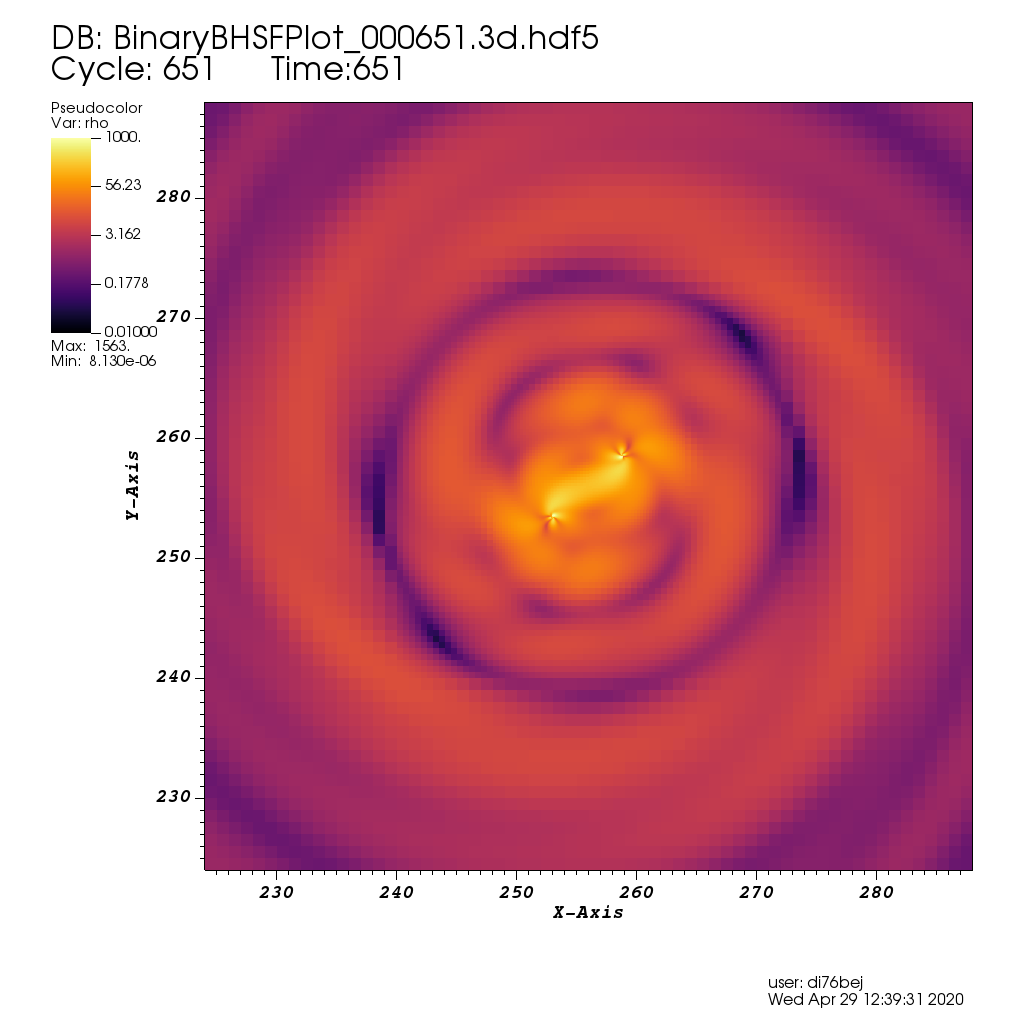 DB: BinaryBHSFPlot_000651.3d.hdf5
Cycle: 651 Time:651
Pseudocolor
Var: rho
1000.
56.23
3.162
0.1778
0.01000
Max: 1563.
Min: 8.130e-06
280
270
260
250
240
230
Y-Axis
230 240 250 260 270 280
X-Axis
user: di76bej
Wed Apr 29 12:39:31 2020